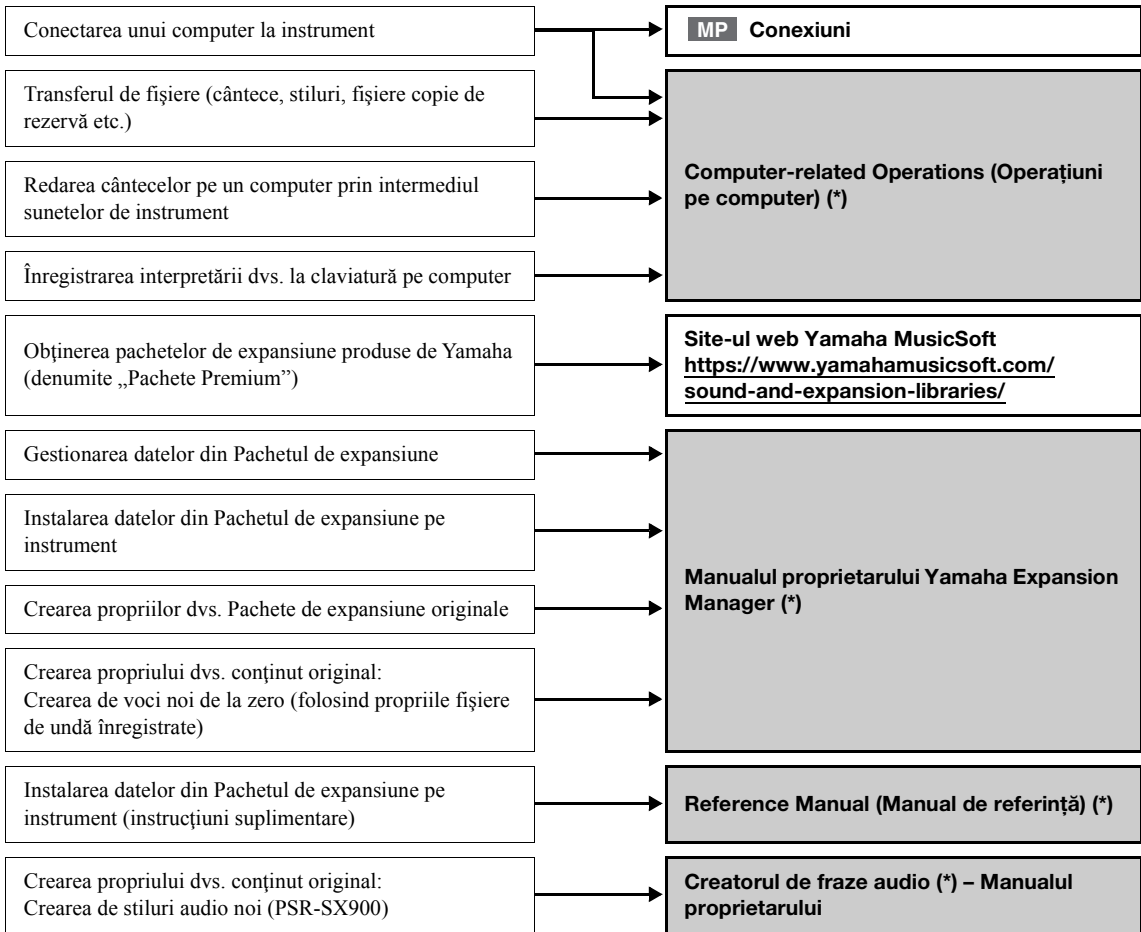 Conectarea unui computer la instrument
MP Conexiuni
Transferul de fişiere (cântece, stiluri, fişiere copie de
rezervă etc.)
Redarea cântecelor pe un computer prin intermediul
sunetelor de instrument
Înregistrarea interpretării dvs. la claviatură pe computer
Computer-related Operations (Operațiuni
pe computer) (*)
Obţinerea pachetelor de expansiune produse de Yamaha
(denumite „Pachete Premium”)
Site-ul web Yamaha MusicSoft
https://www.yamahamusicsoft.com/
sound-and-expansion-libraries/
Gestionarea datelor din Pachetul de expansiune
Instalarea datelor din Pachetul de expansiune pe
instrument
Crearea propriilor dvs. Pachete de expansiune originale
Crearea propriului dvs. conţinut original:
Crearea de voci noi de la zero (folosind propriile fişiere
de undă înregistrate)
Manualul proprietarului Yamaha Expansion
Manager (*)
Instalarea datelor din Pachetul de expansiune pe
instrument (instrucţiuni suplimentare)
Reference Manual (Manual de referință) (*)
Crearea propriului dvs. conţinut original:
Crearea de stiluri audio noi (PSR-SX900)
Creatorul de fraze audio (*) – Manualul
proprietarului